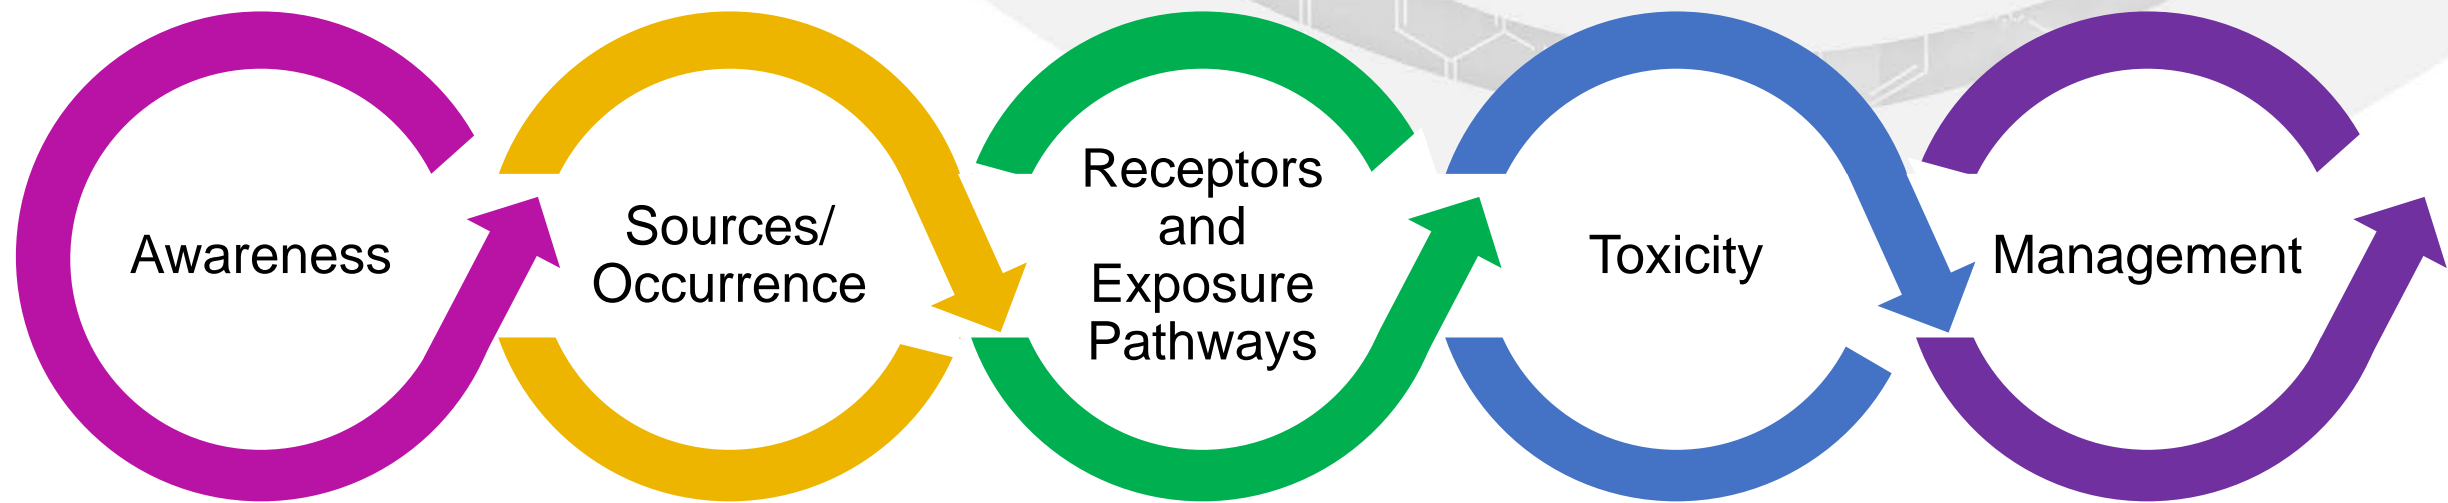 Awareness
Sources/
Occurrence
Receptors
and
Exposure
Pathways
Toxicity
Management